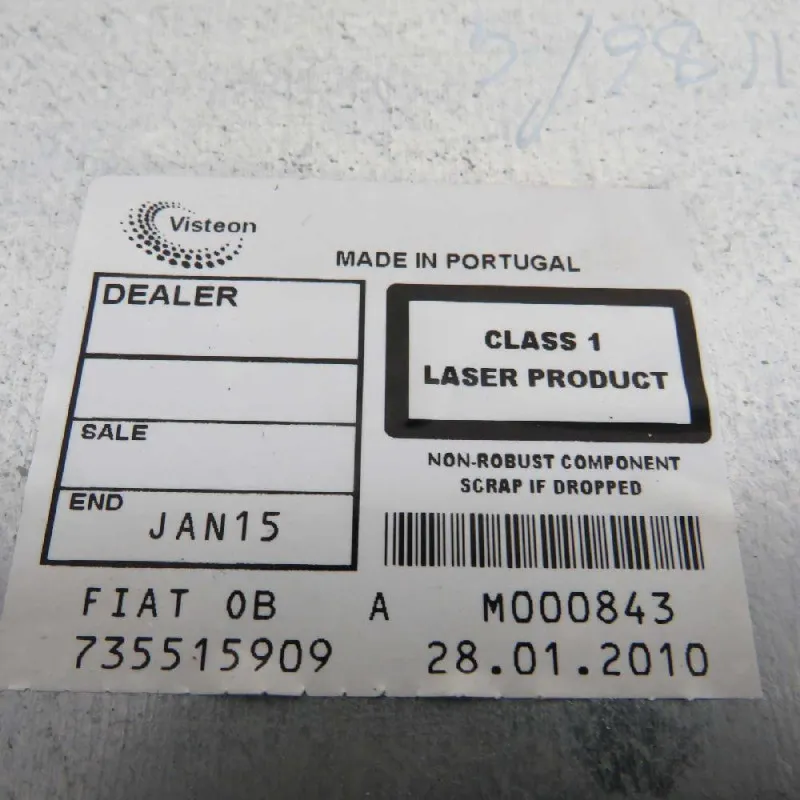 Visteon
MADE IN PORTUGAL
DEALER
CLASS 1
LASER PRODUCT
SALE
NON-ROBUST COMPONENT
SCRAP IF DROPPED
END
JAN15
FIAT 0B A M000843
735515909 28.01.2010